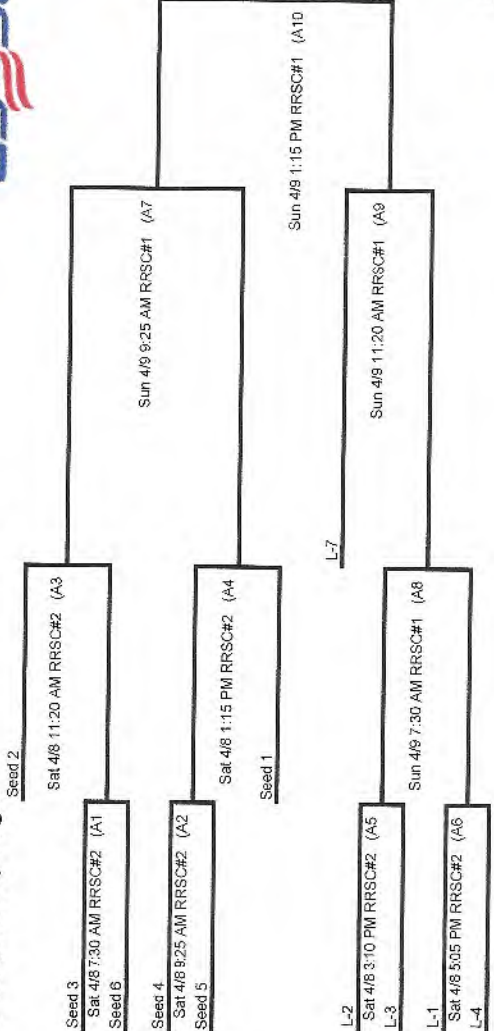 Seed 2
Sat 4/8 11:20 AM RRSC#2 (A3
Seed 3
Sat 4/8 7:30 AM RRSC#2 (A1
Seed 6
Sun 4/9 9:25 AM RRSC#1 (A7
Seed 4
Sat 4/8 9:25 AM RRSC#2 (A2
Seed 5
Sat 4/8 1:15 PM RRSC#2 (A4
Seed 1
Sun 4/9 1:15 PM RRSC#1 (A10
L-7
Sun 4/9 11:20 AM RRSC#1 (A9
L-2
Sat 4/8 3:10 PM RRSC#2 (A5
L-3
Sun 4/9 7:30 AM RRSC#1 (A8
L-1
Sat 4/8 5:05 PM RRSC#2 (A6
L-4